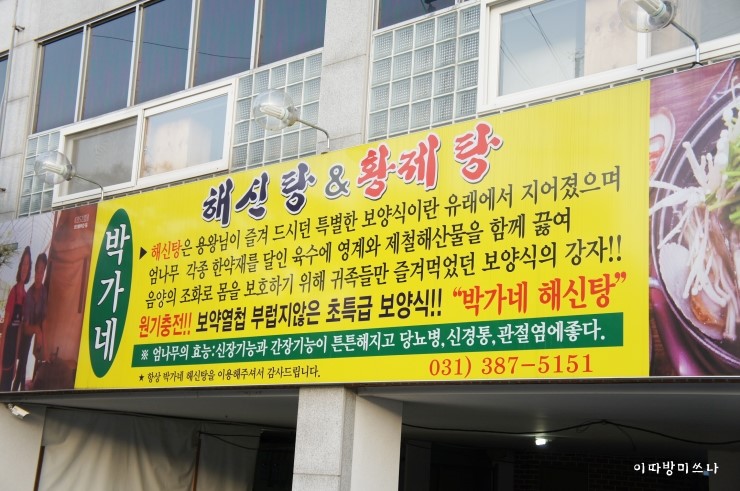 이따방미쓰나
해신탕 & 황제탕
박가네
▶ 해신탕은 용왕님이 즐겨 드시던 특별한 보양식이란 유래에서 지어졌으며
엄나무 각종 한약재를 달인 육수에 영계와 제철해산물을 함께 끓여
음양의 조화로 몸을 보호하기 위해 귀족들만 즐겨먹었던 보양식의 강자!!
원기충전!! 보약열첩 부럽지않은 초특급 보양식!! "박가네 해신탕"
※ 엄나무의 효능:신장기능과 간장기능이 튼튼해지고 당뇨병,신경통,관절염에좋다.
★ 항상 박가네 해신탕을 이용해주셔서 감사드립니다.
031) 387-5151
이따방미쓰나